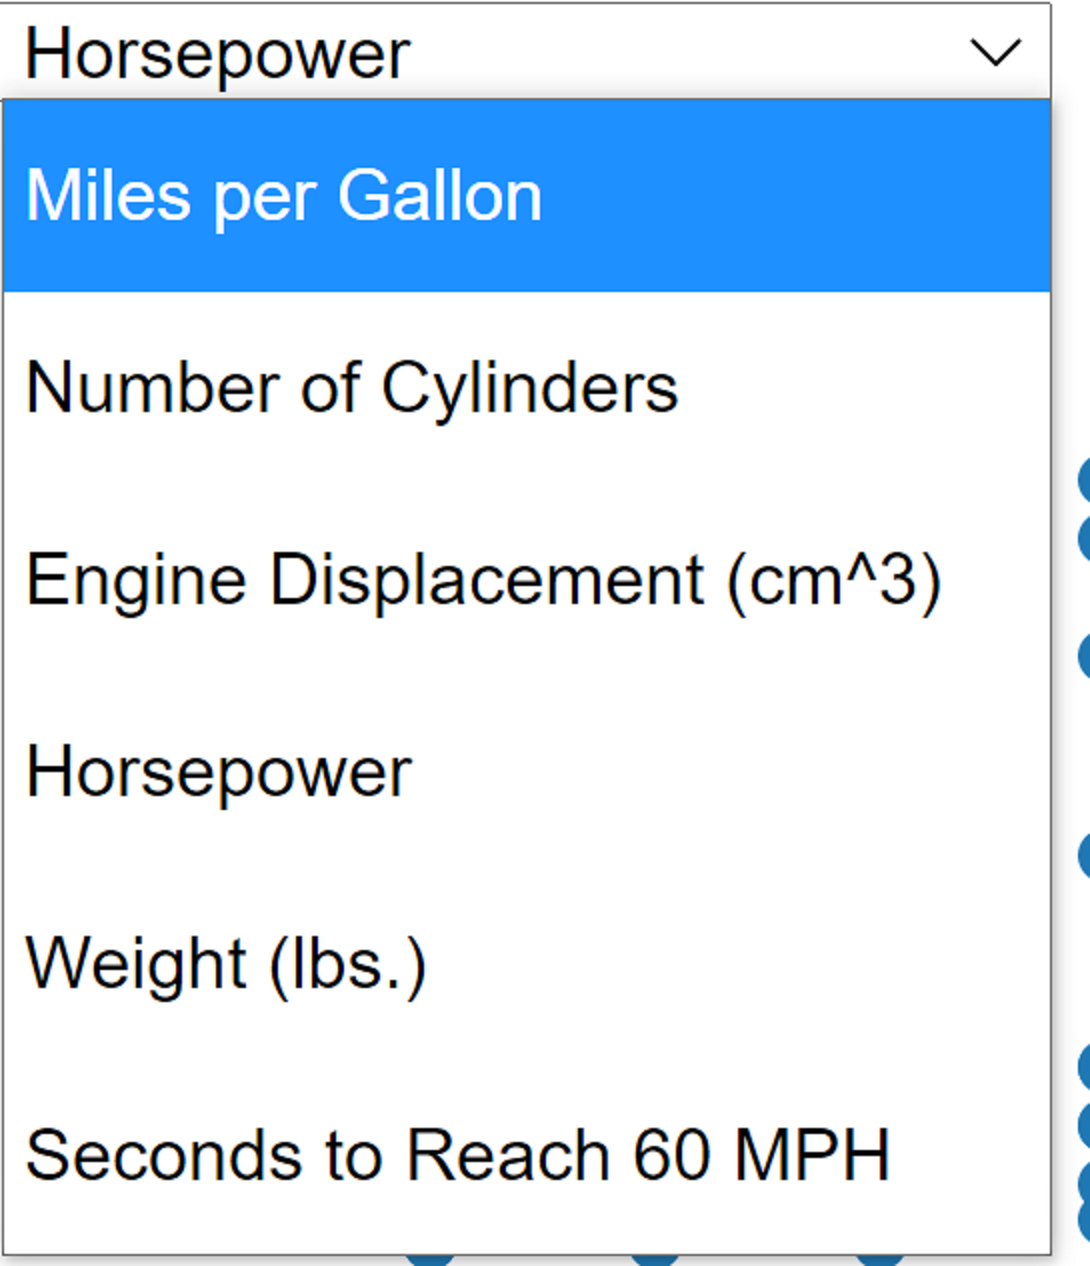 Horsepower
Miles per Gallon
Number of Cylinders
Engine Displacement (cm^3)
Horsepower
Weight (lbs.)
Seconds to Reach 60 MPH